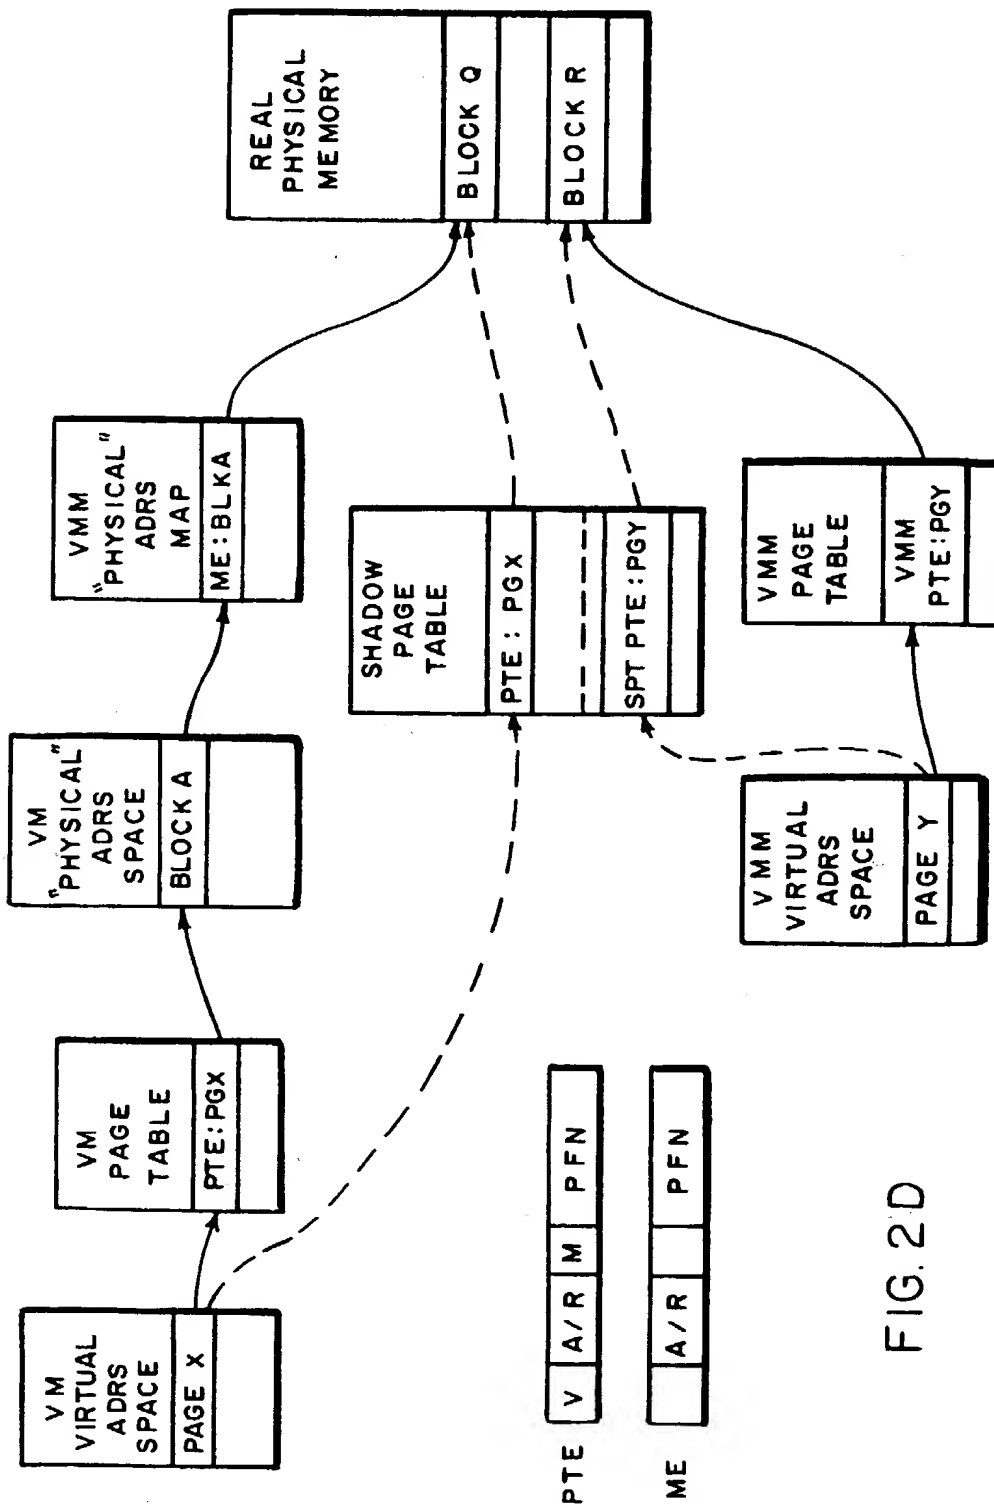 VM
VIRTUAL
ADRS
SPACE
PAGE X
VM
PAGE
TABLE
PTE:PGX
VM
"PHYSICAL"
ADRS
SPACE
BLOCK A
VMM
"PHYSICAL"
ADRS
MAP
ME:BLKA
REAL
PHYSICAL
MEMORY
BLOCK Q
BLOCK R
SHADOW
PAGE
TABLE
PTE: PGX
SPT PTE:PGY
VMM
VIRTUAL
ADRS
SPACE
PAGE Y
VMM
PAGE
TABLE
VMM
PTE:PGY
PTE V A/R M PFN
ME A/R PFN
FIG. 2D